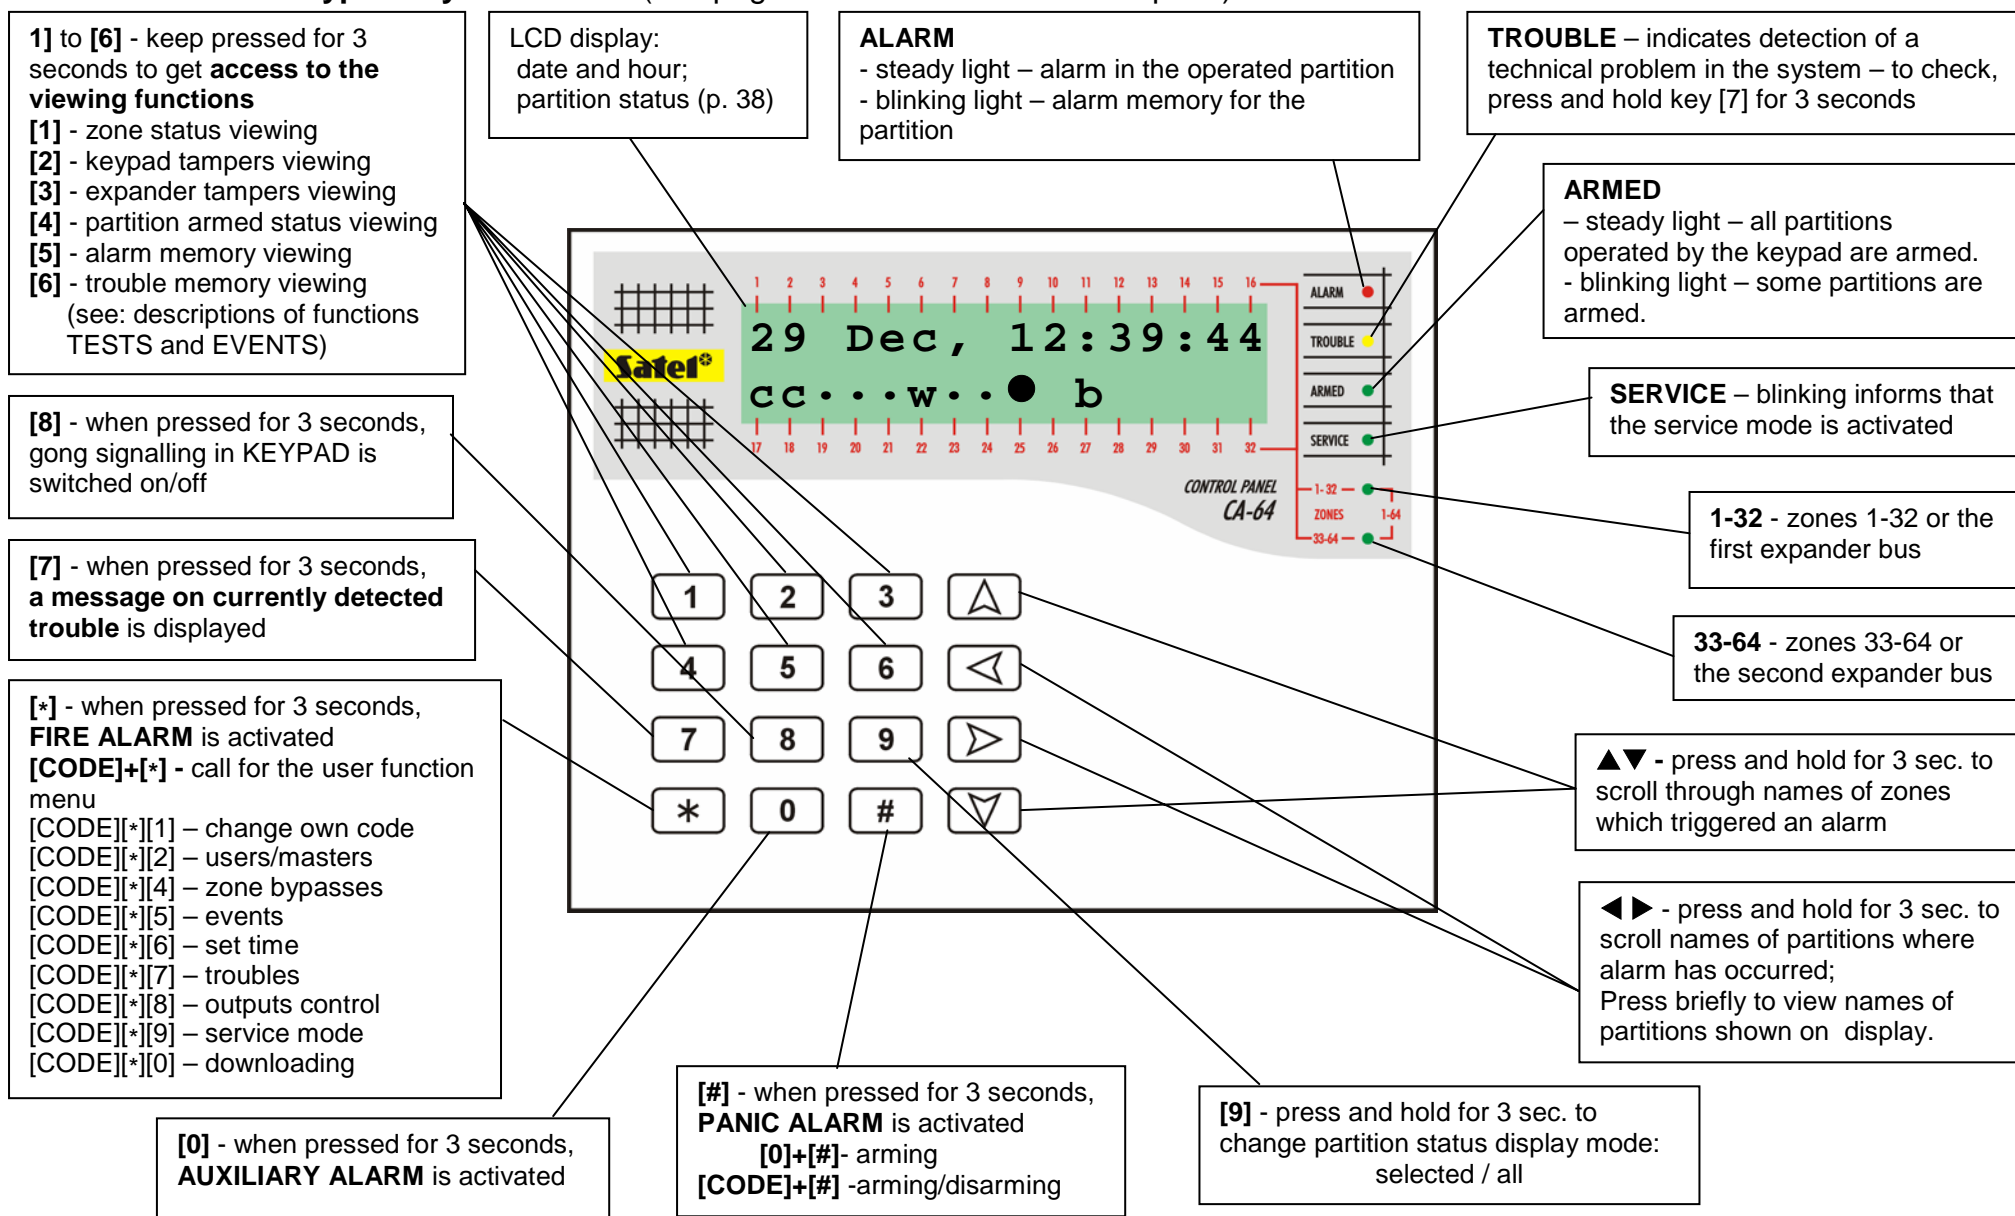 1] to [6] - keep pressed for 3
seconds to get access to the
viewing functions
[1] - zone status viewing
[2] - keypad tampers viewing
[3] - expander tampers viewing
[4] - partition armed status viewing
[5] - alarm memory viewing
[6] - trouble memory viewing
(see: descriptions of functions
TESTS and EVENTS)
LCD display:
date and hour;
partition status (p. 38)
ALARM
- steady light – alarm in the operated partition
- blinking light – alarm memory for the
partition
TROUBLE – indicates detection of a
technical problem in the system – to check,
press and hold key [7] for 3 seconds
ARMED
– steady light – all partitions
operated by the keypad are armed.
- blinking light – some partitions are
armed.
SERVICE – blinking informs that
the service mode is activated
1-32 - zones 1-32 or the
first expander bus
33-64 - zones 33-64 or
the second expander bus
▲▼ - press and hold for 3 sec. to
scroll through names of zones
which triggered an alarm
◀ ▶ - press and hold for 3 sec. to
scroll names of partitions where
alarm has occurred;
Press briefly to view names of
partitions shown on display.
[8] - when pressed for 3 seconds,
gong signalling in KEYPAD is
switched on/off
[7] - when pressed for 3 seconds,
a message on currently detected
trouble is displayed
[*] - when pressed for 3 seconds,
FIRE ALARM is activated
[CODE]+[*] - call for the user function
menu
[CODE][*][1] – change own code
[CODE][*][2] – users/masters
[CODE][*][4] – zone bypasses
[CODE][*][5] – events
[CODE][*][6] – set time
[CODE][*][7] – troubles
[CODE][*][8] – outputs control
[CODE][*][9] – service mode
[CODE][*][0] – downloading
[0] - when pressed for 3 seconds,
AUXILIARY ALARM is activated
[#] - when pressed for 3 seconds,
PANIC ALARM is activated
[0]+[#]- arming
[CODE]+[#] -arming/disarming
[9] - press and hold for 3 sec. to
change partition status display mode:
selected / all
1 2 3 4 5 6 7 8 9 10 11 12 13 14 15 16
29 Dec, 12:39:44
cc···w··● b
17 18 19 20 21 22 23 24 25 26 27 28 29 30 31 32
Satel
ALARM
TROUBLE
ARMED
SERVICE
CONTROL PANEL
CA-64
1-32
ZONES 1-64
33-64
1 2 3
4 5 6
7 8 9
* 0 #